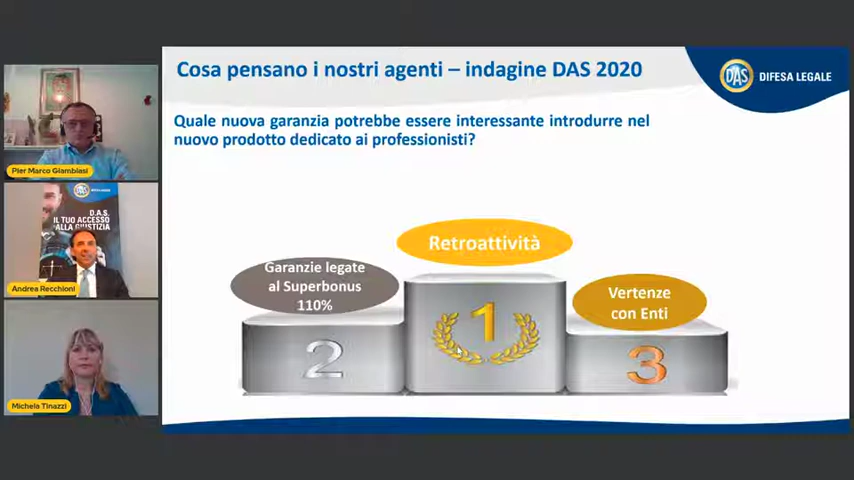 Cosa pensano i nostri agenti – indagine DAS 2020
DAS DIFESA LEGALE
Quale nuova garanzia potrebbe essere interessante introdurre nel
nuovo prodotto dedicato ai professionisti?
Pier Marco Giambiasi
D.A.S.
IL TUO ACCESSO
ALLA GIUSTIZIA
Andrea Recchioni
Michela Tinazzi
Retroattività
Garanzie legate
al Superbonus
110%
Vertenze
con Enti
1
2
3